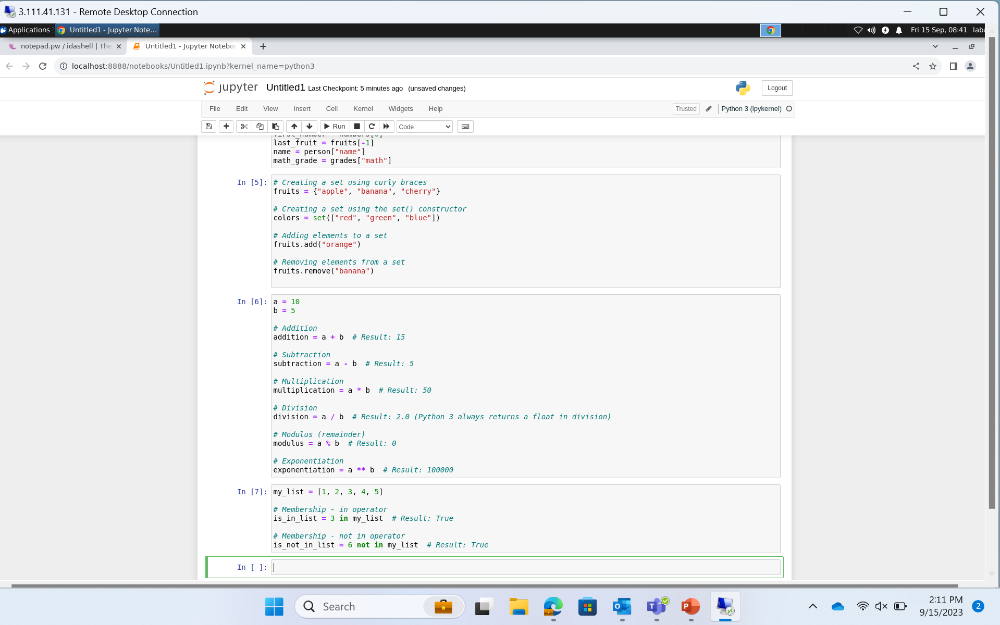 3.111.41.131 - Remote Desktop Connection
Applications
Untitled1 - Jupyter Note...
Fri 15 Sep, 08:41 labu
notepad.pw / idashell | The
Untitled1 - Jupyter Notebo
localhost:8888/notebooks/Untitled1.ipynb?kernel_name=python3
jupyter Untitled1 Last Checkpoint: 5 minutes ago (unsaved changes)
Logout
File Edit View Insert Cell Kernel Widgets Help
Trusted
Python 3 (ipykernel)
Run
Code
last_fruit = fruits[-1]
name = person["name"]
math_grade = grades["math"]
In [5]:
# Creating a set using curly braces
fruits = {"apple", "banana", "cherry"}
# Creating a set using the set() constructor
colors = set(["red", "green", "blue"])
# Adding elements to a set
fruits.add("orange")
# Removing elements from a set
fruits.remove("banana")
In [6]:
a = 10
b = 5
# Addition
addition = a + b  # Result: 15
# Subtraction
subtraction = a - b  # Result: 5
# Multiplication
multiplication = a * b  # Result: 50
# Division
division = a / b  # Result: 2.0 (Python 3 always returns a float in division)
# Modulus (remainder)
modulus = a % b  # Result: 0
# Exponentiation
exponentiation = a ** b  # Result: 100000
In [7]:
my_list = [1, 2, 3, 4, 5]
# Membership - in operator
is_in_list = 3 in my_list  # Result: True
# Membership - not in operator
is_not_in_list = 6 not in my_list  # Result: True
In [ ]:
Search
2:11 PM
9/15/2023
2